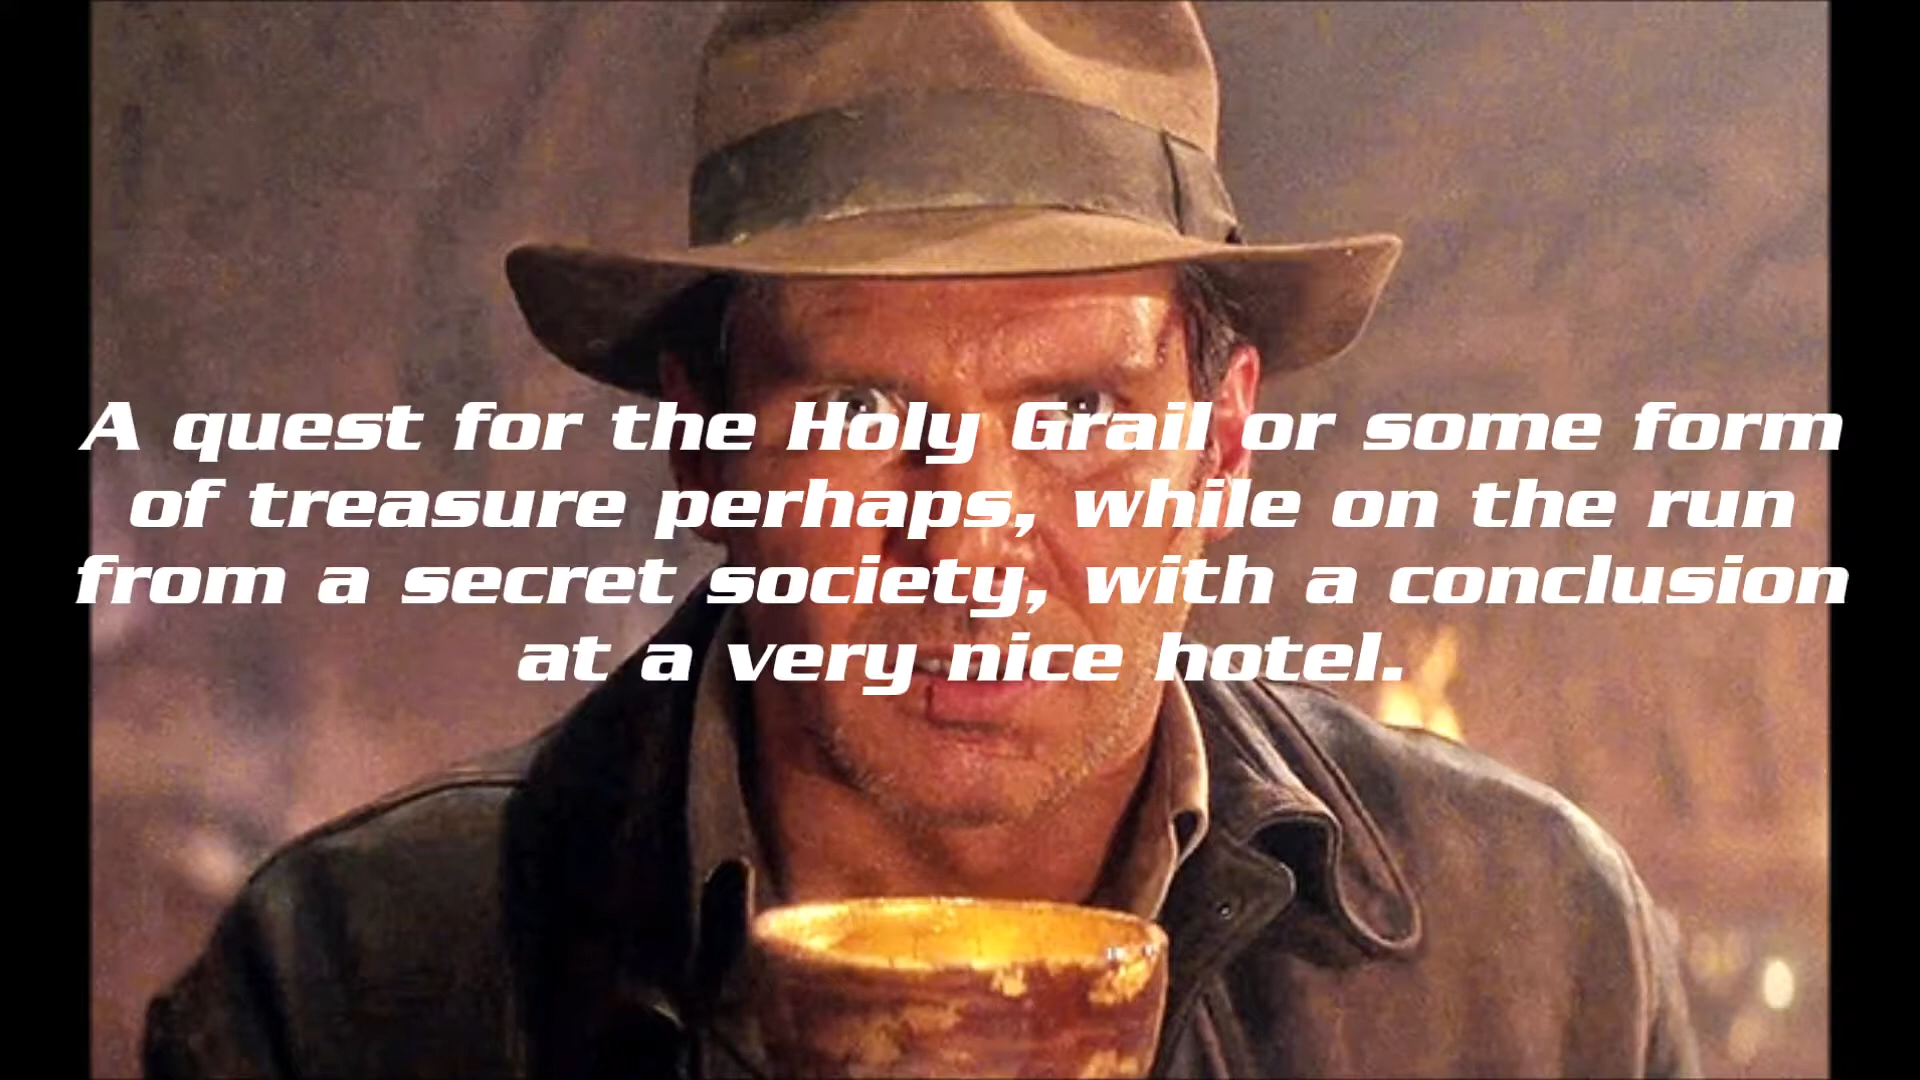 A quest for the Holy Grail or some form
of treasure perhaps, while on the run
from a secret society, with a conclusion
at a very nice hotel.